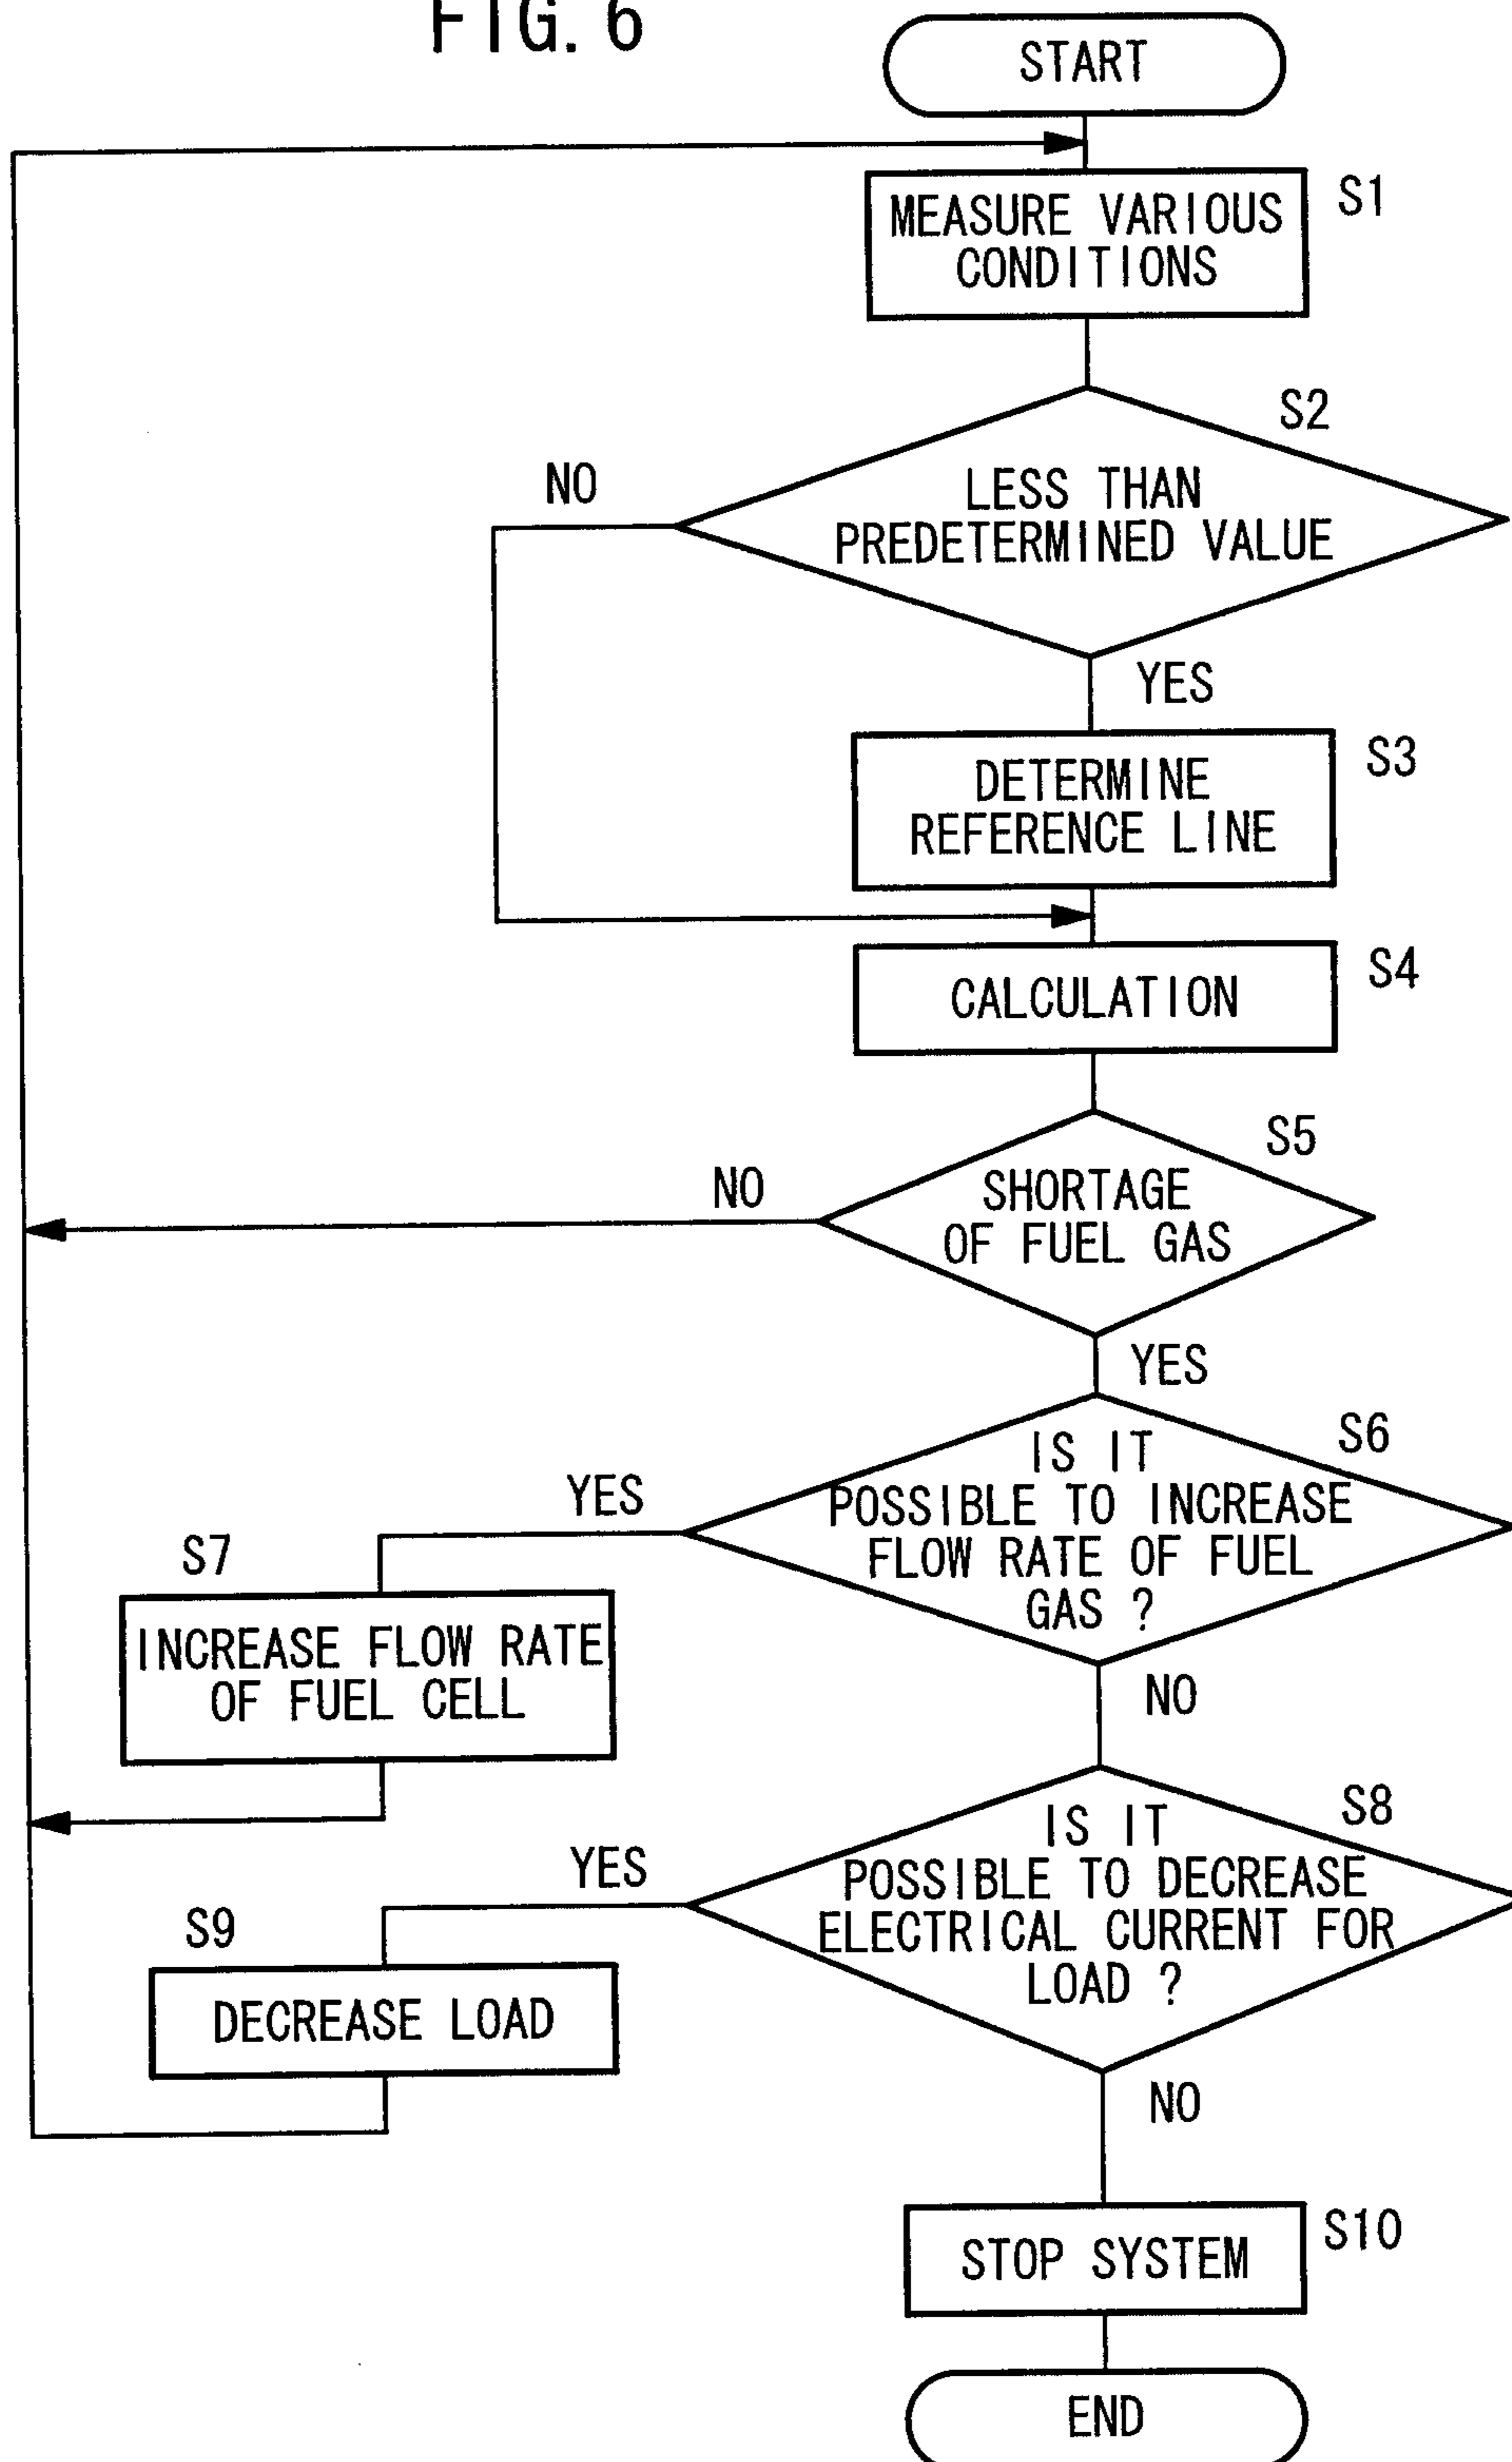 FIG. 6
START
MEASURE VARIOUS
CONDITIONS
S1
S2
NO
LESS THAN
PREDETERMINED VALUE
YES
DETERMINE
REFERENCE LINE
S3
CALCULATION
S4
S5
NO
SHORTAGE
OF FUEL GAS
YES
S6
IS IT
POSSIBLE TO INCREASE
FLOW RATE OF FUEL
GAS ?
YES
S7
INCREASE FLOW RATE
OF FUEL CELL
NO
S8
IS IT
POSSIBLE TO DECREASE
ELECTRICAL CURRENT FOR
LOAD ?
YES
S9
DECREASE LOAD
NO
STOP SYSTEM
S10
END